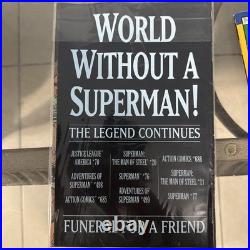 WORLD
WITHOUT A
SUPERMAN!
THE LEGEND CONTINUES
JUSTICE LEAGUE
AMERICA #70
ADVENTURES OF
SUPERMAN #498
ACTION COMICS #685
SUPERMAN:
THE MAN OF STEEL #20
SUPERMAN #76
ADVENTURES OF
SUPERMAN #499
ACTION COMICS #686
SUPERMAN:
THE MAN OF STEEL #21
SUPERMAN #77
FUNERAL FOR A FRIEND